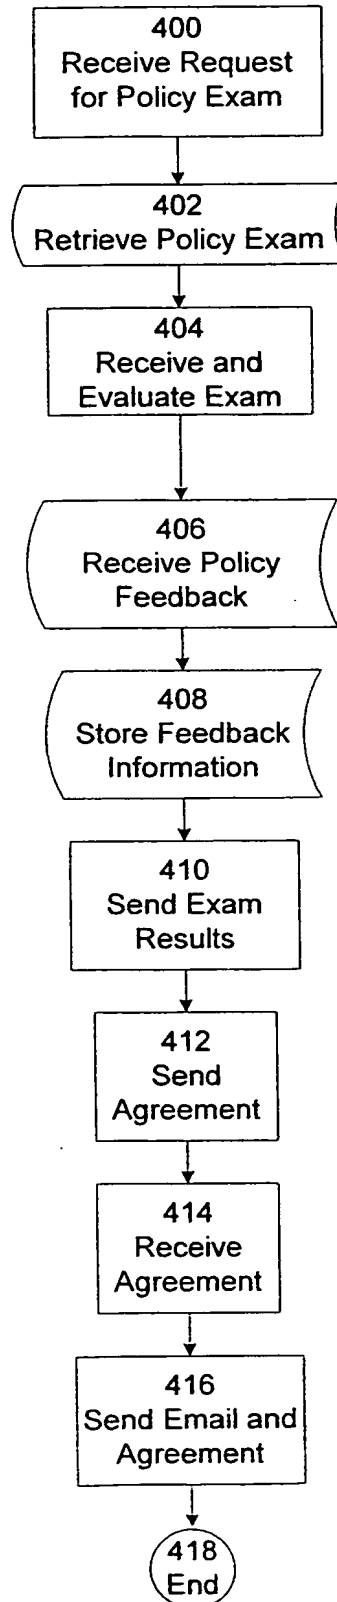 400
Receive Request
for Policy Exam
402
Retrieve Policy Exam
404
Receive and
Evaluate Exam
406
Receive Policy
Feedback
408
Store Feedback
Information
410
Send Exam
Results
412
Send
Agreement
414
Receive
Agreement
416
Send Email and
Agreement
418
End